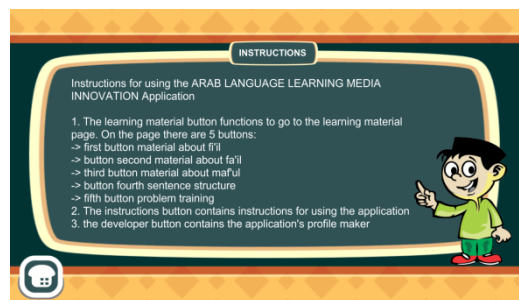 INSTRUCTIONS
Instructions for using the ARAB LANGUAGE LEARNING MEDIA
INNOVATION Application
1. The learning material button functions to go to the learning material
page. On the page there are 5 buttons:
-> first button material about fi'il
-> button second material about fa'il
-> third button material about maf'ul
-> button fourth sentence structure
-> fifth button problem training
2. The instructions button contains instructions for using the application
3. the developer button contains the application's profile maker